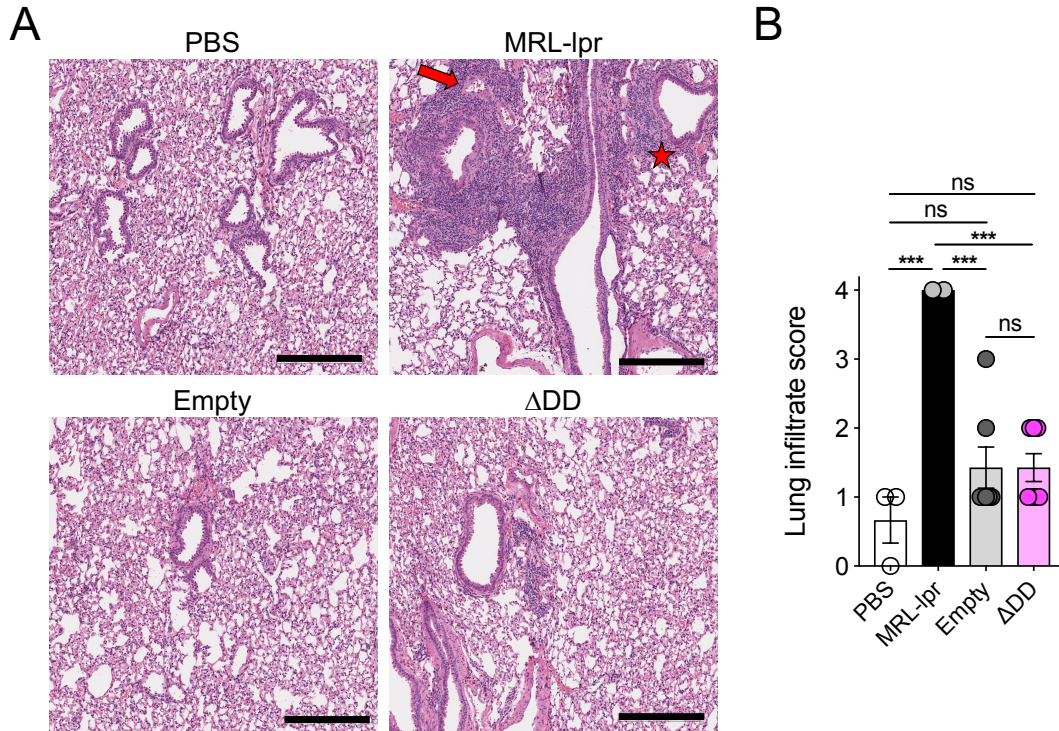 A
PBS
MRL-lpr
Empty
ΔDD
B
ns
ns
***
*** ***
ns
Lung infiltrate score
4
3
2
1
0
PBS
MRL-lpr
Empty
ΔDD